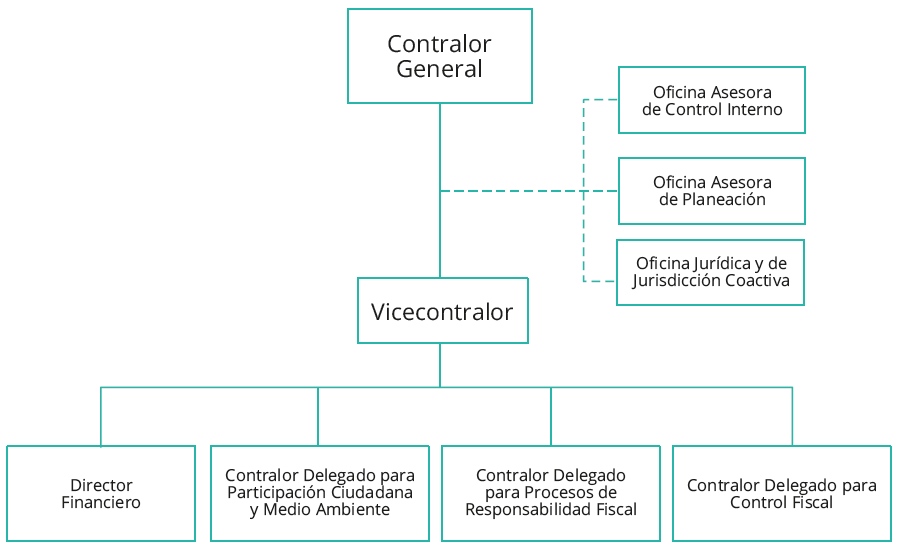 Contralor
General
Oficina Asesora
de Control Interno
Oficina Asesora
de Planeación
Oficina Jurídica y de
Jurisdicción Coactiva
Vicecontralor
Director
Financiero
Contralor Delegado para
Participación Ciudadana
y Medio Ambiente
Contralor Delegado
para Procesos de
Responsabilidad Fiscal
Contralor Delegado para
Control Fiscal